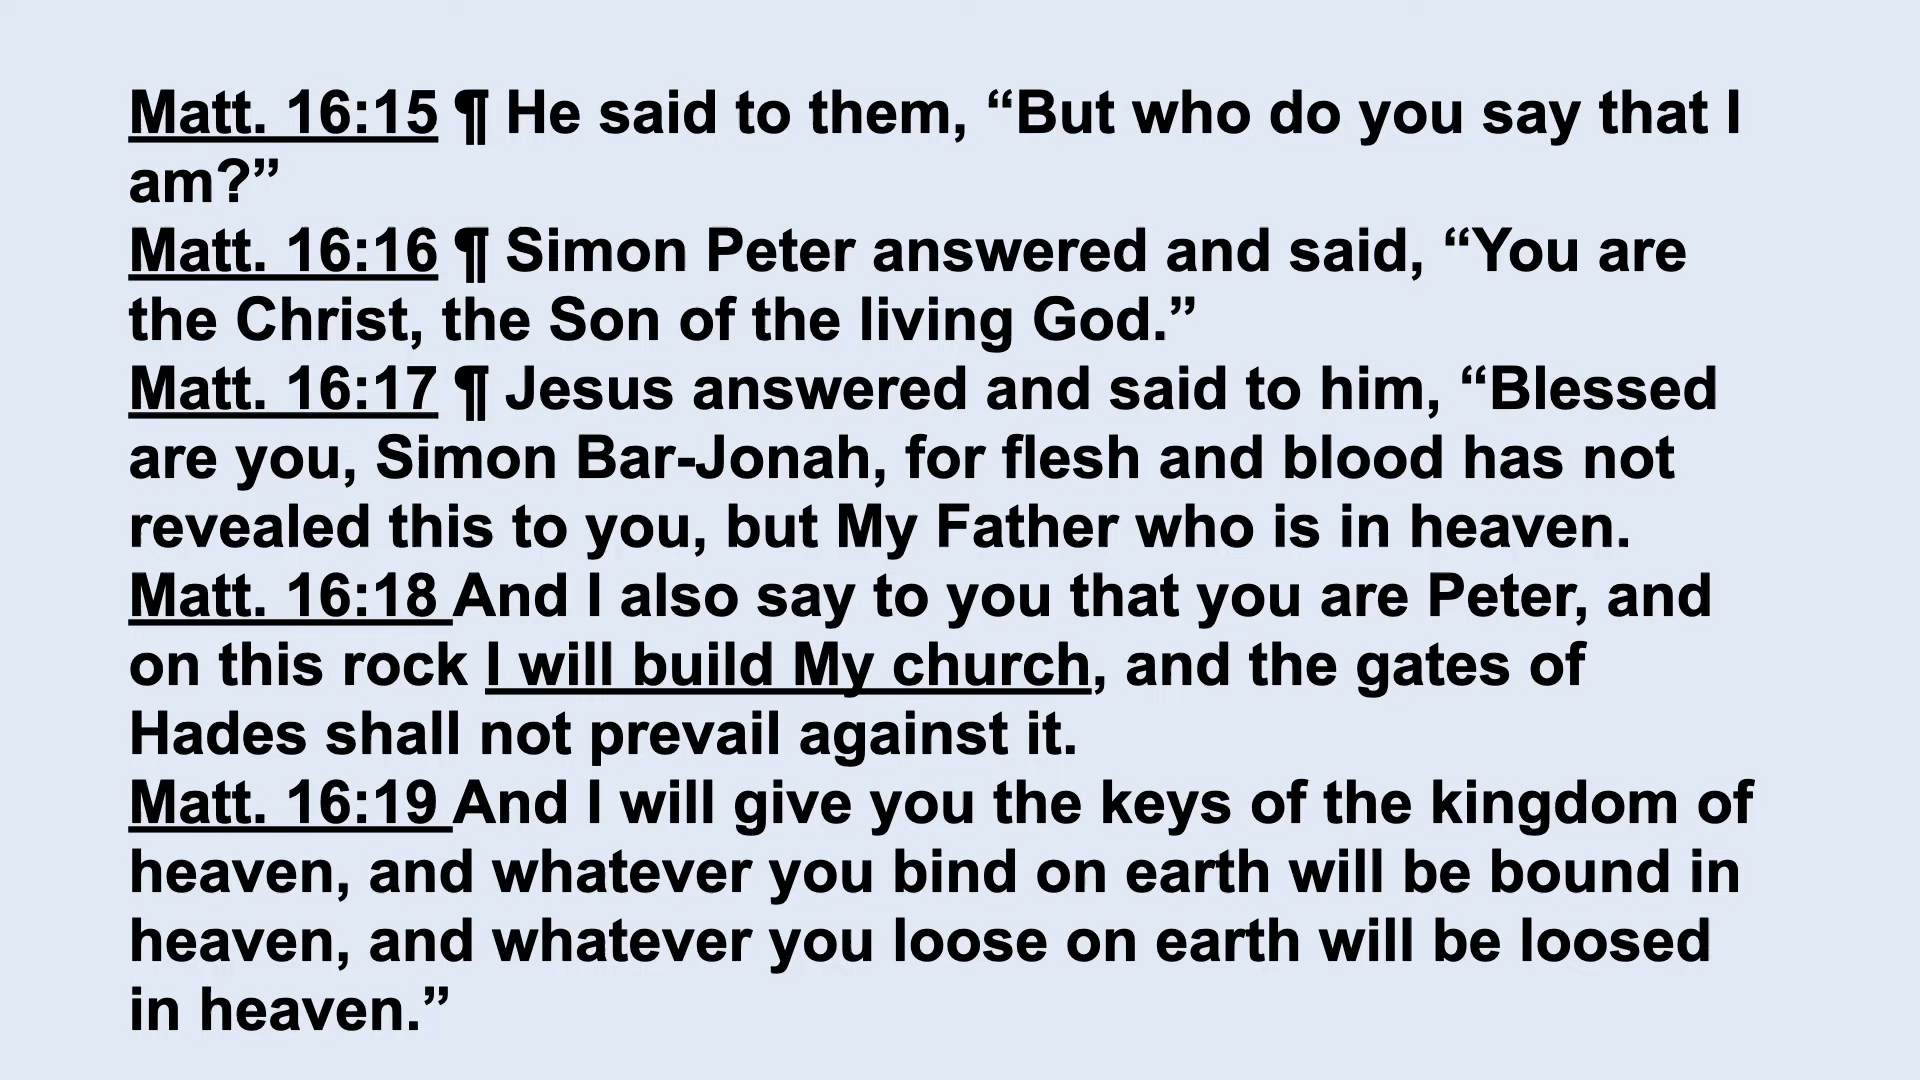 Matt. 16:15 ¶ He said to them, “But who do you say that I
am?”
Matt. 16:16 ¶ Simon Peter answered and said, “You are
the Christ, the Son of the living God.”
Matt. 16:17 ¶ Jesus answered and said to him, “Blessed
are you, Simon Bar-Jonah, for flesh and blood has not
revealed this to you, but My Father who is in heaven.
Matt. 16:18 And I also say to you that you are Peter, and
on this rock I will build My church, and the gates of
Hades shall not prevail against it.
Matt. 16:19 And I will give you the keys of the kingdom of
heaven, and whatever you bind on earth will be bound in
heaven, and whatever you loose on earth will be loosed
in heaven.”